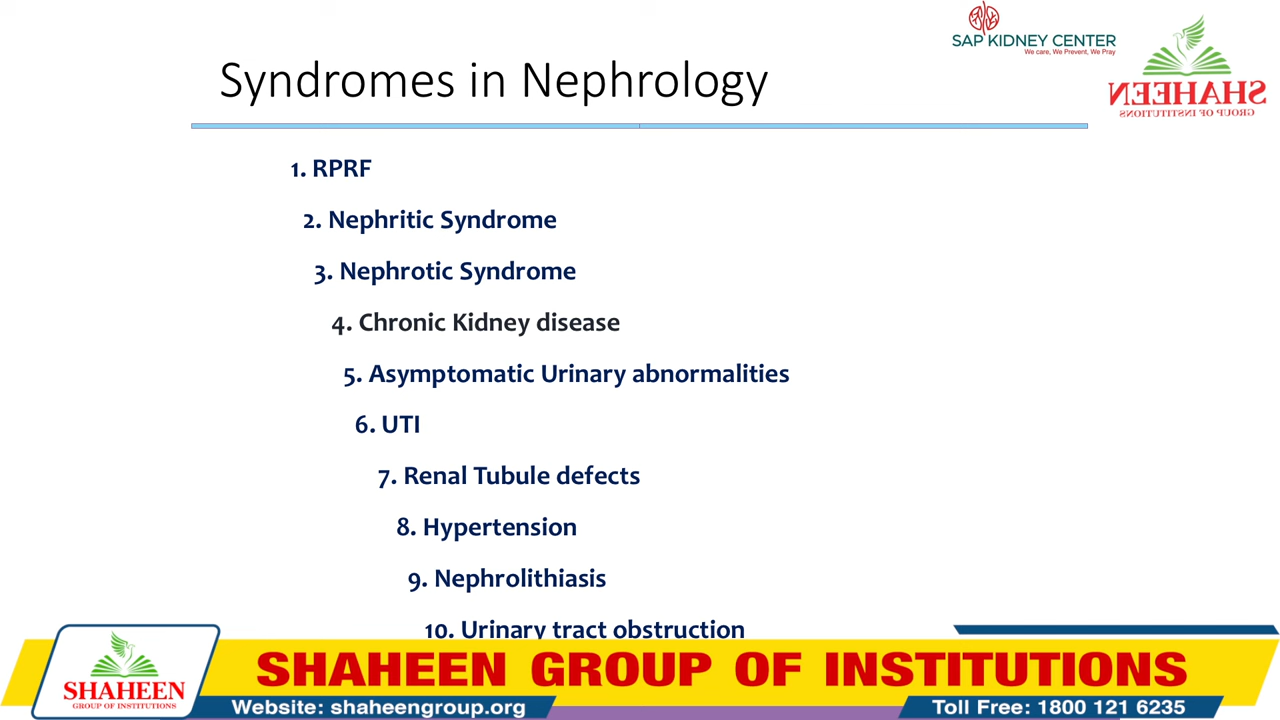 SAP KIDNEY CENTER
We care, We Prevent, We Pray
Syndromes in Nephrology
SHAHEEN
GROUP OF INSTITUTIONS
1. RPRF
2. Nephritic Syndrome
3. Nephrotic Syndrome
4. Chronic Kidney disease
5. Asymptomatic Urinary abnormalities
6. UTI
7. Renal Tubule defects
8. Hypertension
9. Nephrolithiasis
10. Urinary tract obstruction
SHAHEEN
GROUP OF INSTITUTIONS
SHAHEEN GROUP OF INSTITUTIONS
Website: shaheengroup.org
Toll Free: 1800 121 6235